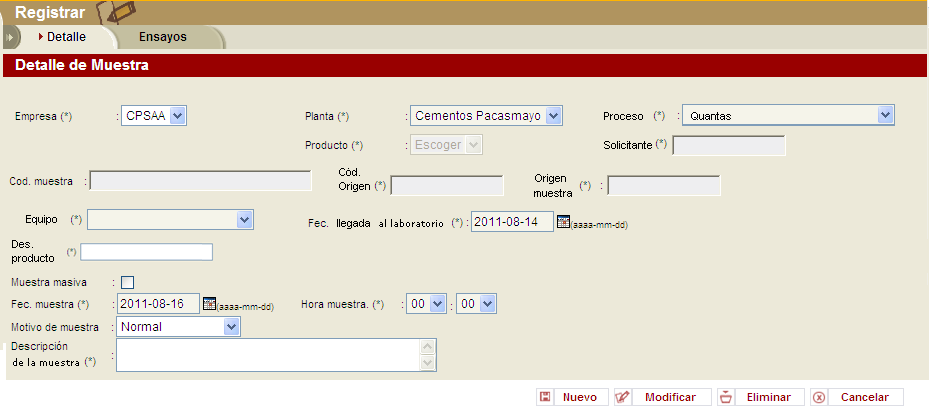 Registrar
Detalle Ensayos
Detalle de Muestra
Empresa (*) : CPSAA Planta (*) : Cementos Pacasmayo Proceso (*) : Quantas
Producto (*) : Escoger Solicitante (*)
Cod. muestra : Cód. Origen (*) Origen muestra (*) :
Equipo (*) Fec. llegada al laboratorio (*) : 2011-08-14 (aaaa-mm-dd)
Des. producto (*)
Muestra masiva :
Fec. muestra (*) : 2011-08-16 (aaaa-mm-dd) Hora muestra. (*) : 00 : 00
Motivo de muestra : Normal
Descripción
de la muestra (*) :
Nuevo Modificar Eliminar Cancelar